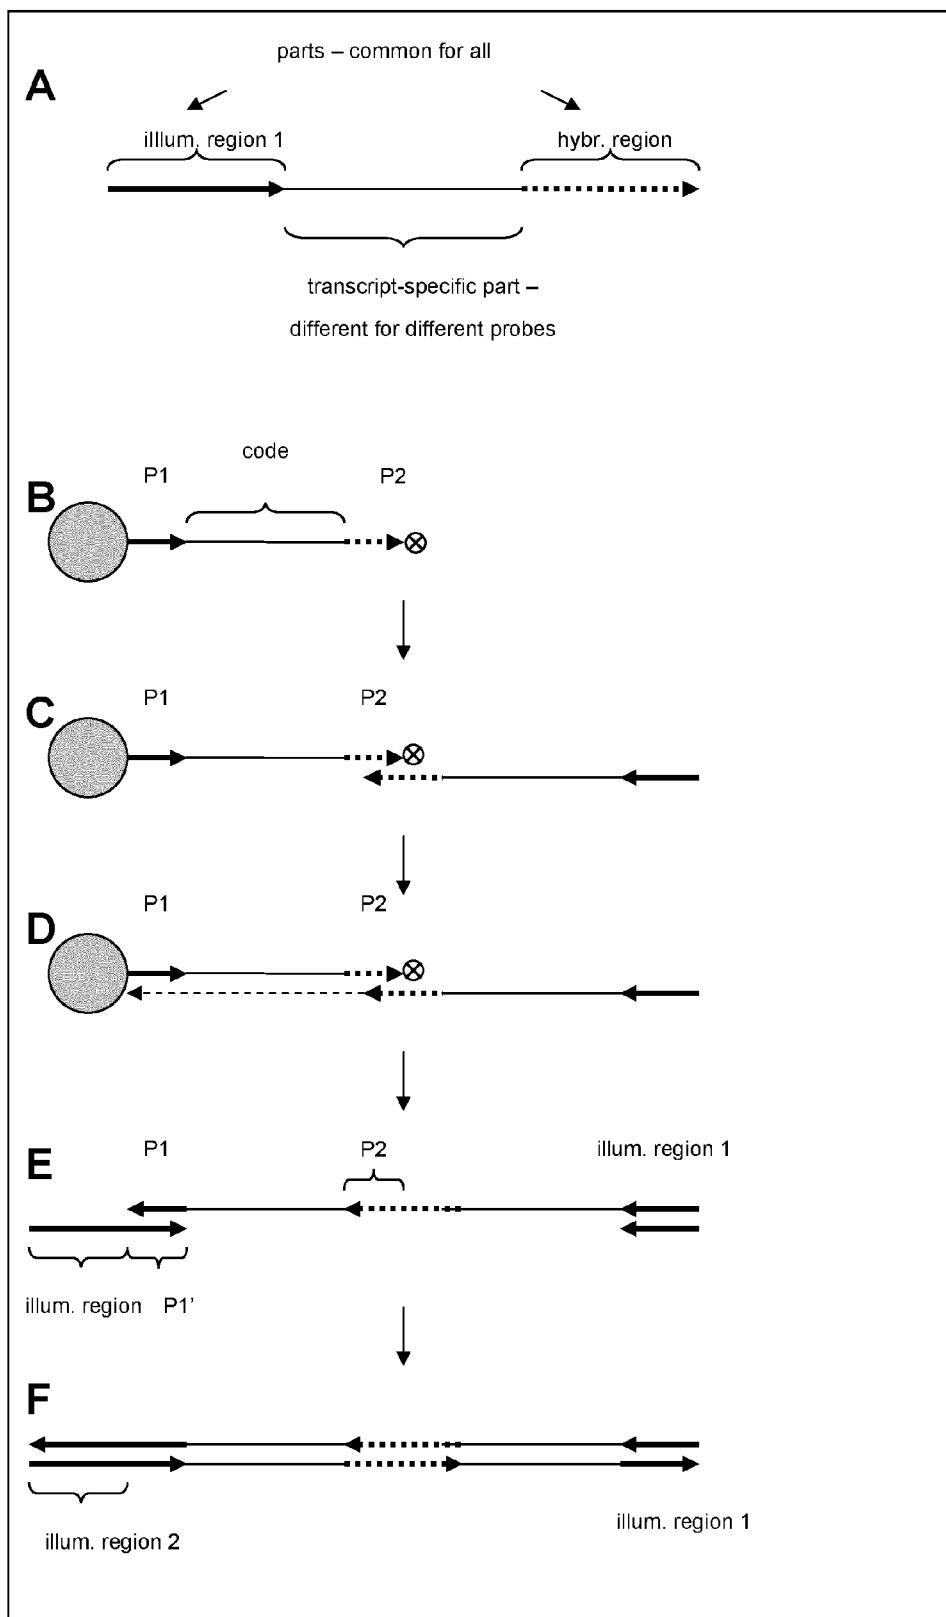 parts – common for all
A
illlum. region 1
hybr. region
transcript-specific part –
different for different probes
code
P1
P2
B
P1
P2
C
P1
P2
D
P1
P2
illum. region 1
E
illum. region
P1'
F
illum. region 1
illum. region 2